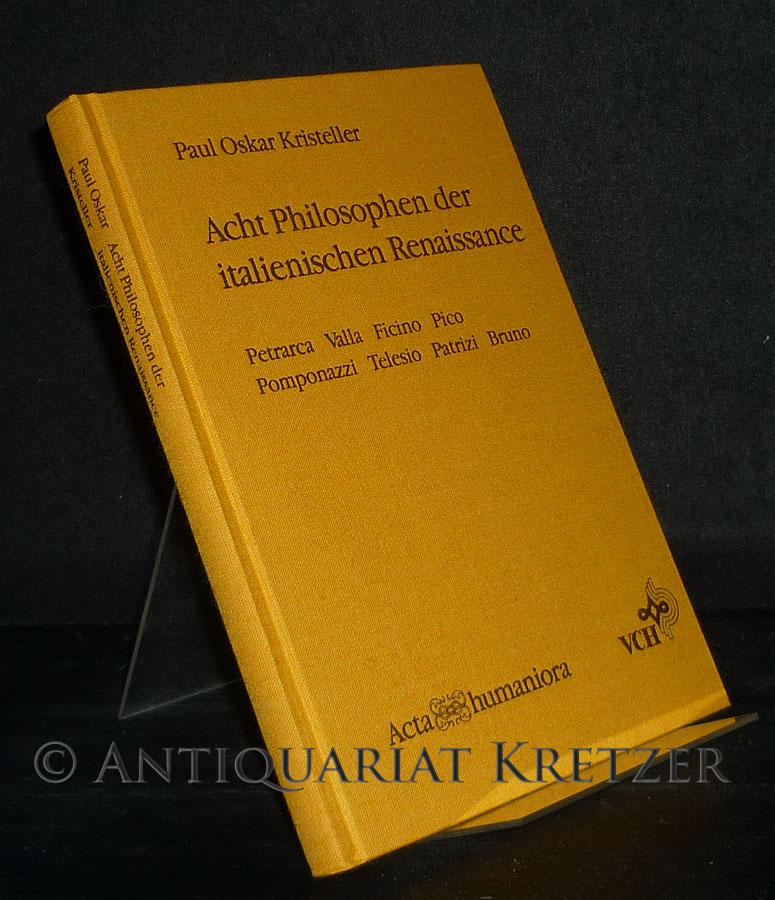 Paul Oskar Kristeller
Acht Philosophen der
italienischen Renaissance
Petrarca Valla Ficino Pico
Pomponazzi Telesio Patrizi Bruno
Acta humaniora
VCH
Paul Oskar
Kristeller
Acht Philosophen der
italienischen Renaissance
© ANTIQUARIAT KRETZER